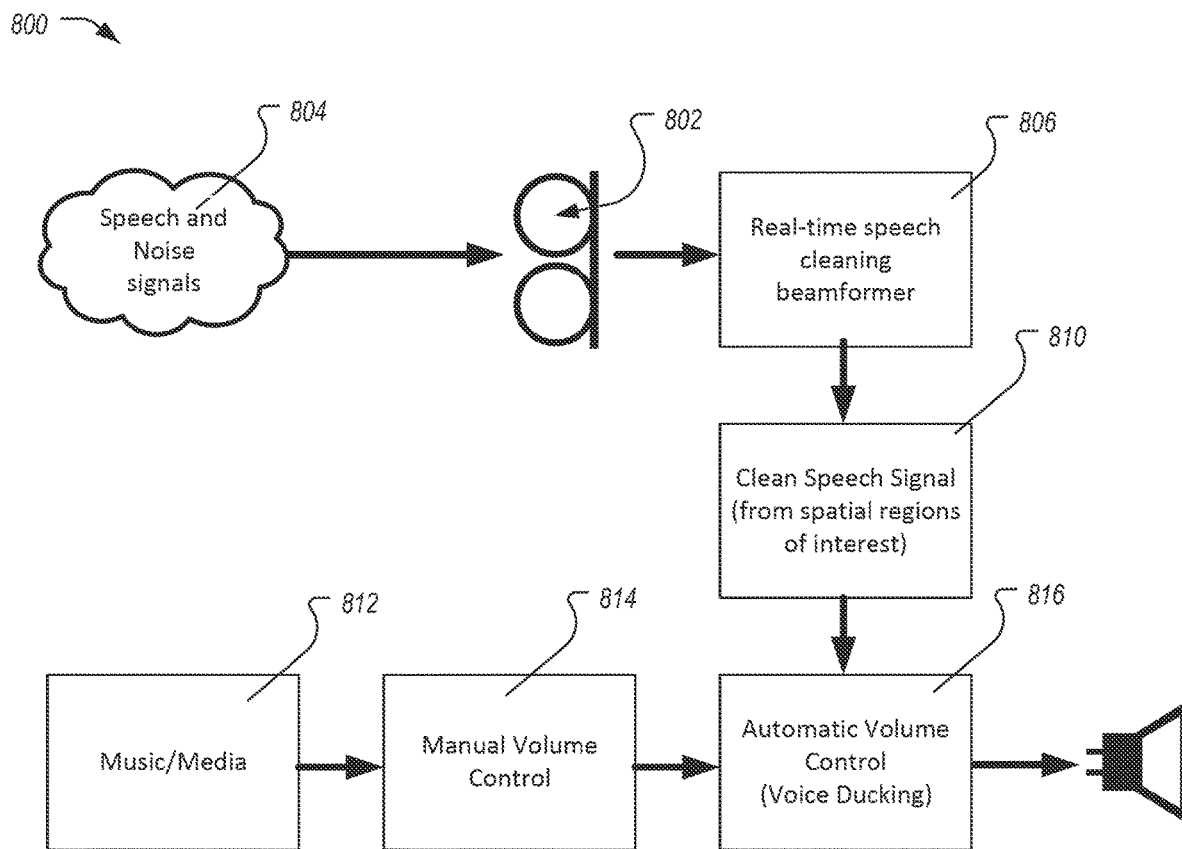 800
804
Speech and
Noise
signals
802
806
Real-time speech
cleaning
beamformer
810
Clean Speech Signal
(from spatial regions
of interest)
812
Music/Media
814
Manual Volume
Control
816
Automatic Volume
Control
(Voice Ducking)